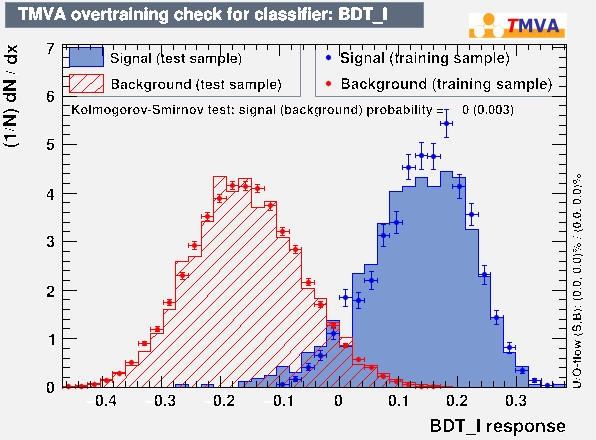 TMVA overtraining check for classifier: BDT_I
TMVA
(1/N) dN / dx
Signal (test sample)
Background (test sample)
Signal (training sample)
Background (training sample)
Kolmogorov-Smirnov test: signal (background) probability = 0 (0.003)
7
6
5
4
3
2
1
0
-0.4 -0.3 -0.2 -0.1 0 0.1 0.2 0.3
BDT_I response
U/O-flow (S,B): (0.0, 0.0)% / (0.0, 0.0)%